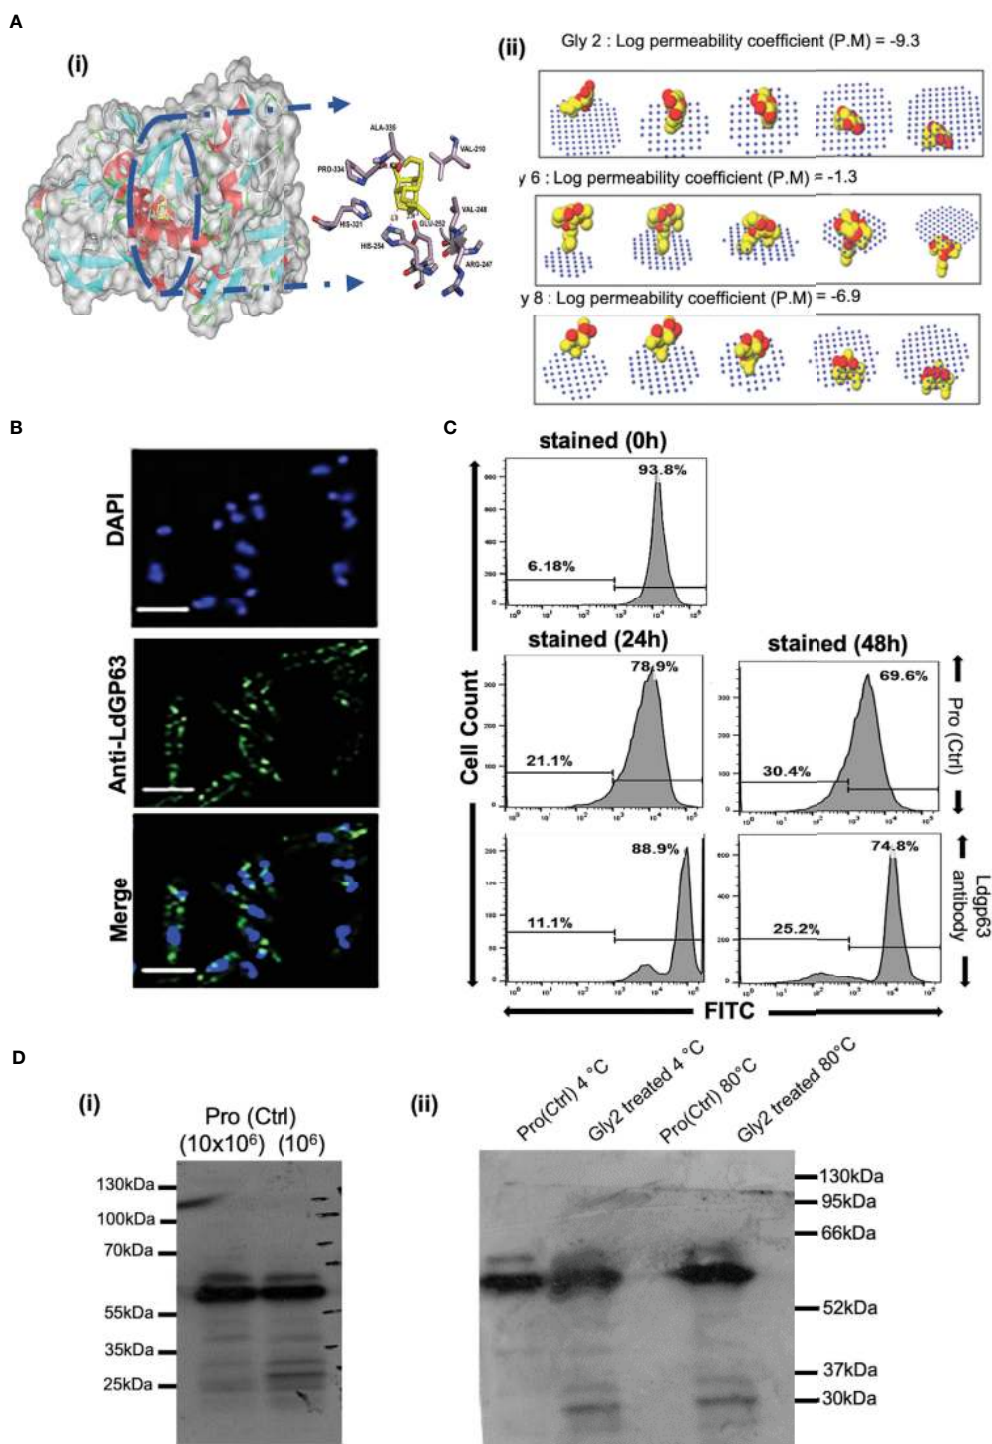 A
(i)
ALA-335
VAL-210
PRO-334
HIS-321
VAL-248
GLU-252
HIS-254
ARG-247
(ii)
Gly 2 : Log permeability coefficient (P.M) = -9.3
y 6 : Log permeability coefficient (P.M) = -1.3
y 8 : Log permeability coefficient (P.M) = -6.9
B
DAPI
Anti-LdGP63
Merge
C
stained (0h)
93.8%
6.18%
stained (24h)
stained (48h)
78.9%
21.1%
69.6%
30.4%
88.9%
11.1%
74.8%
25.2%
Cell Count
Pro (Ctrl)
Ldgp63
antibody
FITC
D
(i)
Pro (Ctrl)
(10x10⁶) (10⁶)
130kDa
100kDa
70kDa
55kDa
35kDa
25kDa
(ii)
Pro(Ctrl) 4 °C
Gly2 treated 4 °C
Pro(Ctrl) 80°C
Gly2 treated 80°C
130kDa
95kDa
66kDa
52kDa
37kDa
30kDa